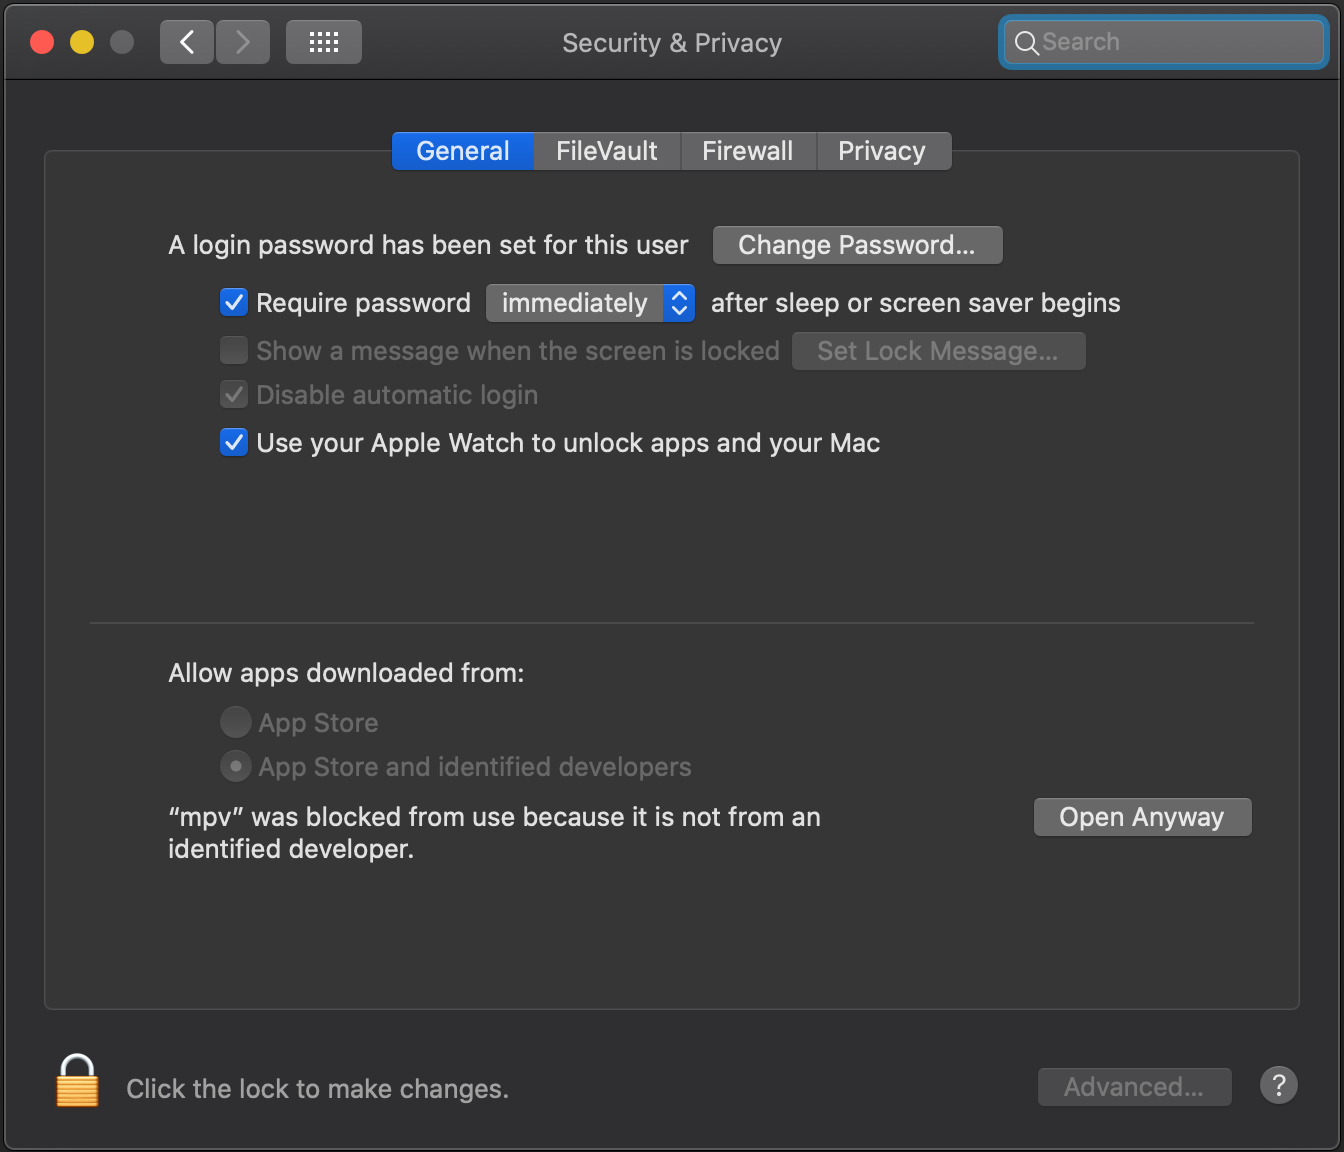 Security & Privacy
Search
General
FileVault
Firewall
Privacy
A login password has been set for this user
Change Password...
Require password
immediately
after sleep or screen saver begins
Show a message when the screen is locked
Set Lock Message...
Disable automatic login
Use your Apple Watch to unlock apps and your Mac
Allow apps downloaded from:
App Store
App Store and identified developers
“mpv” was blocked from use because it is not from an
identified developer.
Open Anyway
Click the lock to make changes.
Advanced...
?